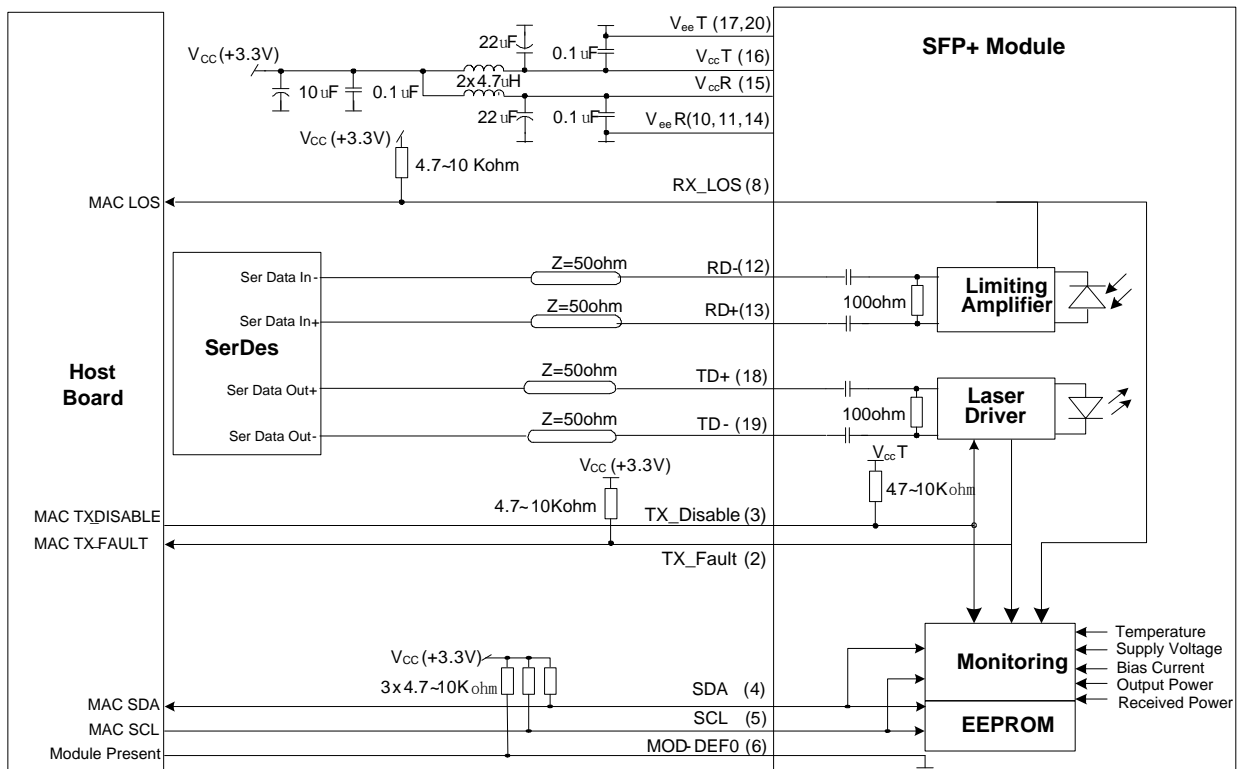 VeeT (17,20)
22uF
0.1uF
SFP+ Module
VCC(+3.3V)
VccT (16)
2x4.7uH
VccR (15)
10uF
0.1uF
22uF
0.1uF
VeeR(10,11,14)
VCC(+3.3V)
4.7~10 Kohm
RX_LOS (8)
MAC LOS
Z=50ohm
RD-(12)
Ser Data In-
Limiting
Amplifier
100ohm
Z=50ohm
RD+(13)
Ser Data In+
SerDes
Host
Board
Z=50ohm
TD+ (18)
Ser Data Out+
Laser
Driver
100ohm
Z=50ohm
TD- (19)
Ser Data Out-
VccT
VCC(+3.3V)
4.7~10Kohm
4.7~10Kohm
MAC TXDISABLE
TX_Disable (3)
MAC TX-FAULT
TX_Fault (2)
Temperature
Supply Voltage
VCC(+3.3V)
Monitoring
Bias Current
3x4.7~10Kohm
Output Power
SDA (4)
Received Power
MAC SDA
SCL (5)
EEPROM
MAC SCL
MOD-DEF0 (6)
Module Present